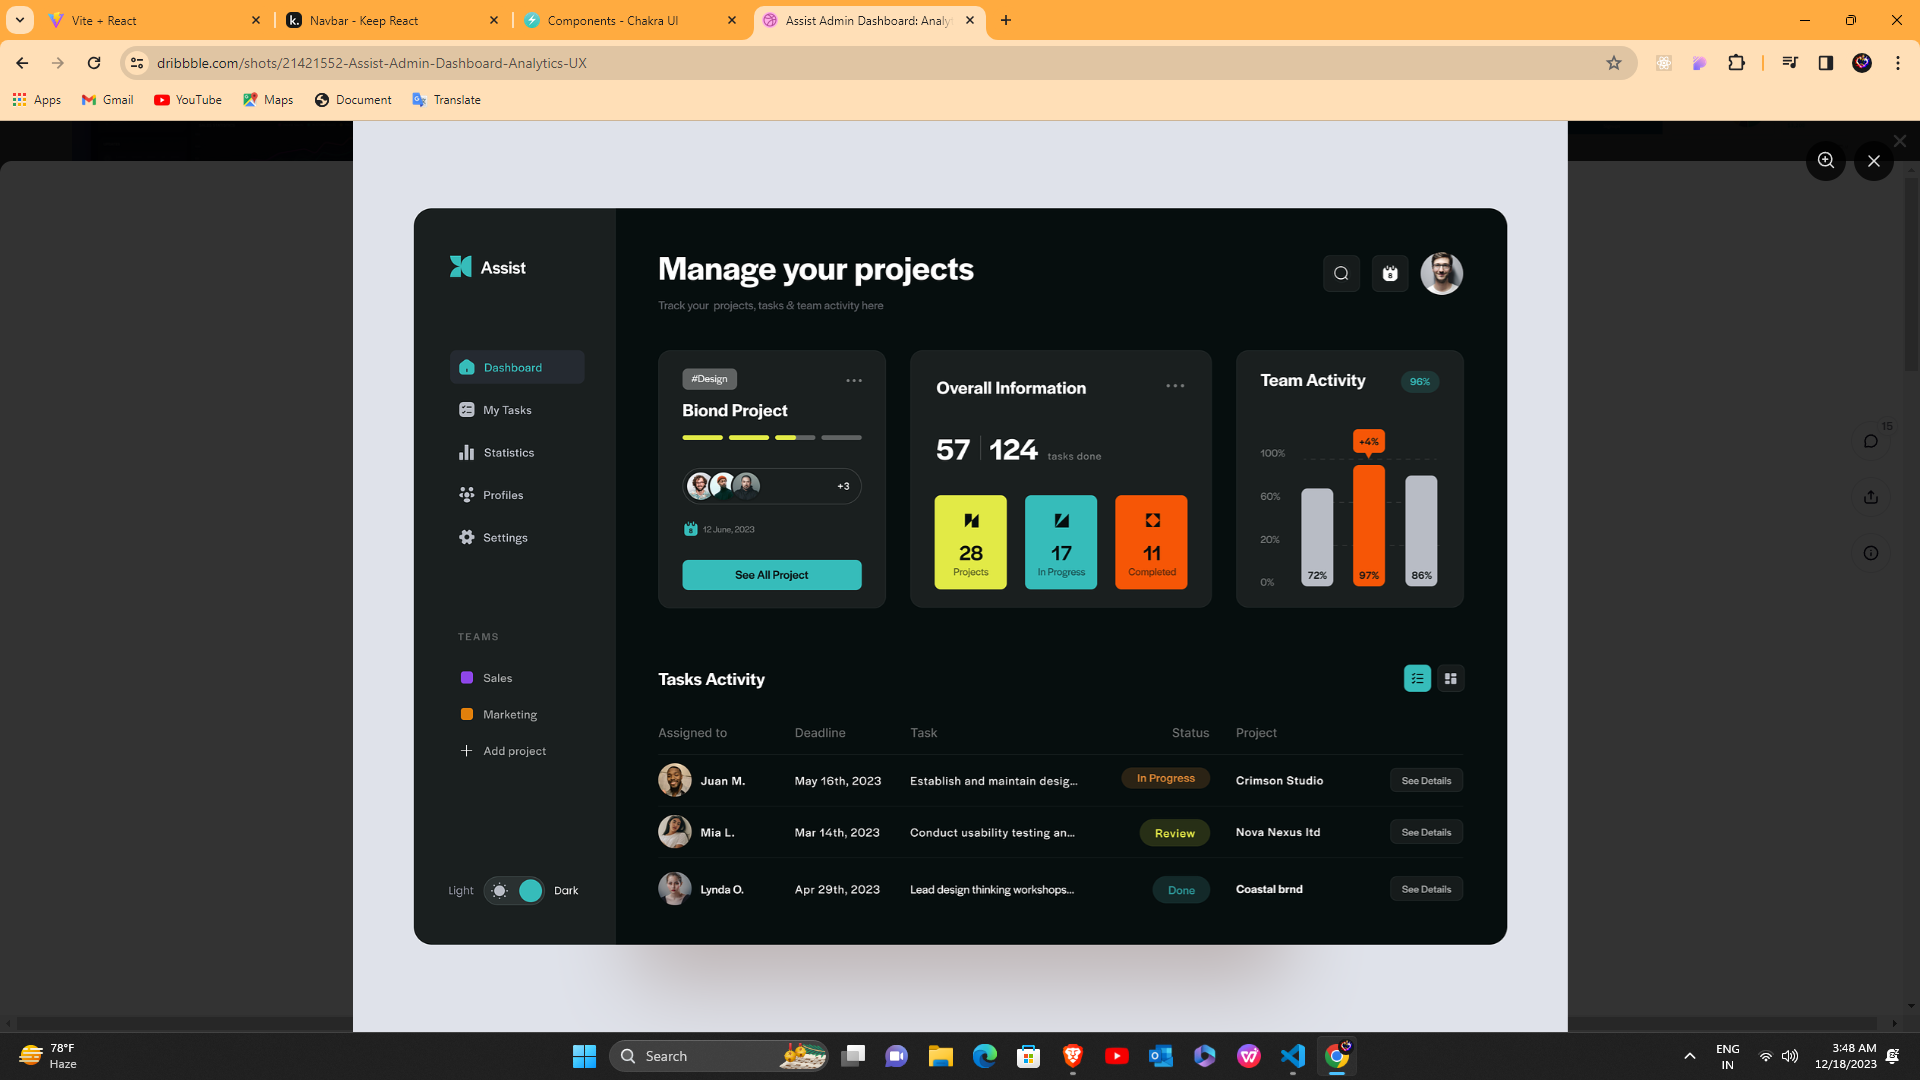 Vite + React
Navbar - Keep React
Components - Chakra UI
Assist Admin Dashboard: Analyt
dribbble.com/shots/21421552-Assist-Admin-Dashboard-Analytics-UX
Apps
Gmail
YouTube
Maps
Document
Translate
Assist
Dashboard
My Tasks
Statistics
Profiles
Settings
TEAMS
Sales
Marketing
Add project
Light
Dark
Manage your projects
Track your projects, tasks & team activity here
8
#Design
Biond Project
+3
8
12 June, 2023
See All Project
Overall Information
57
124 tasks done
28
Projects
17
In Progress
11
Completed
Team Activity
96%
+4%
100%
60%
20%
0%
72%
97%
86%
Tasks Activity
Assigned to Deadline Task Status Project
Juan M. May 16th, 2023 Establish and maintain desig... In Progress Crimson Studio See Details
Mia L. Mar 14th, 2023 Conduct usability testing an... Review Nova Nexus ltd See Details
Lynda O. Apr 29th, 2023 Lead design thinking workshops... Done Coastal brnd See Details
15
78°F
Haze
Search
ENG
IN
3:48 AM
12/18/2023